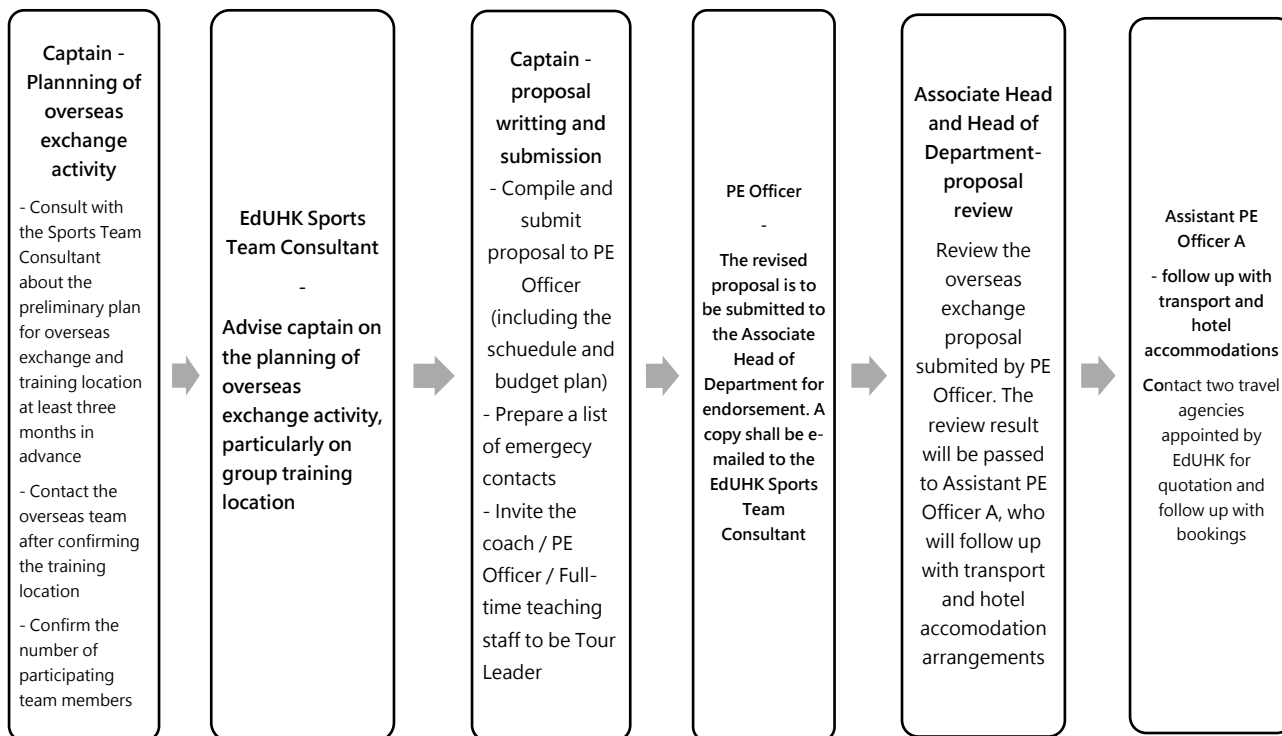 Captain -
Plannning of
overseas
exchange
activity
- Consult with
the Sports Team
Consultant
about the
preliminary plan
for overseas
exchange and
training location
at least three
months in
advance
- Contact the
overseas team
after confirming
the training
location
- Confirm the
number of
participating
team members
EdUHK Sports
Team Consultant
-
Advise captain on
the planning of
overseas
exchange activity,
particularly on
group training
location
Captain -
proposal
writting and
submission
- Compile and
submit
proposal to PE
Officer
(including the
schuedule and
budget plan)
- Prepare a list
of emergecy
contacts
- Invite the
coach / PE
Officer / Full-
time teaching
staff to be Tour
Leader
PE Officer
-
The revised
proposal is to
be submitted to
the Associate
Head of
Department for
endorsement. A
copy shall be e-
mailed to the
EdUHK Sports
Team
Consultant
Associate Head
and Head of
Department-
proposal
review
Review the
overseas
exchange
proposal
submited by PE
Officer. The
review result
will be passed
to Assistant PE
Officer A, who
will follow up
with transport
and hotel
accomodation
arrangements
Assistant PE
Officer A
- follow up with
transport and
hotel
accommodations
Contact two travel
agencies
appointed by
EdUHK for
quotation and
follow up with
bookings